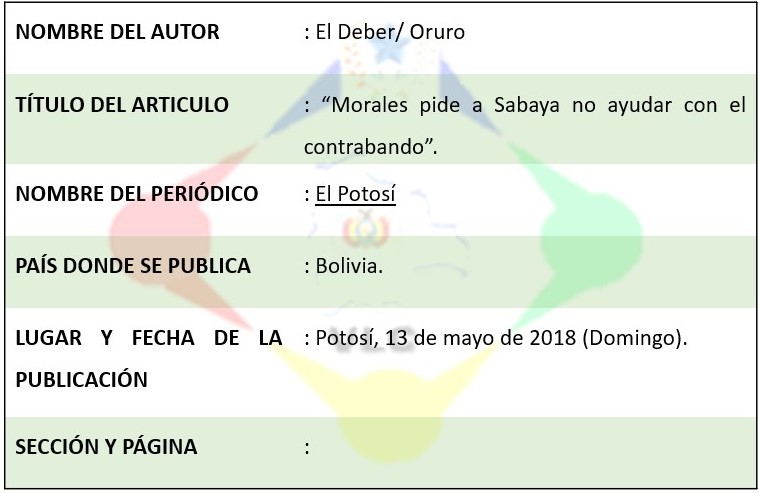 NOMBRE DEL AUTOR : El Deber/ Oruro
TÍTULO DEL ARTICULO : “Morales pide a Sabaya no ayudar con el
contrabando”.
NOMBRE DEL PERIÓDICO : El Potosí
PAÍS DONDE SE PUBLICA : Bolivia.
LUGAR Y FECHA DE LA : Potosí, 13 de mayo de 2018 (Domingo).
PUBLICACIÓN
SECCIÓN Y PÁGINA :